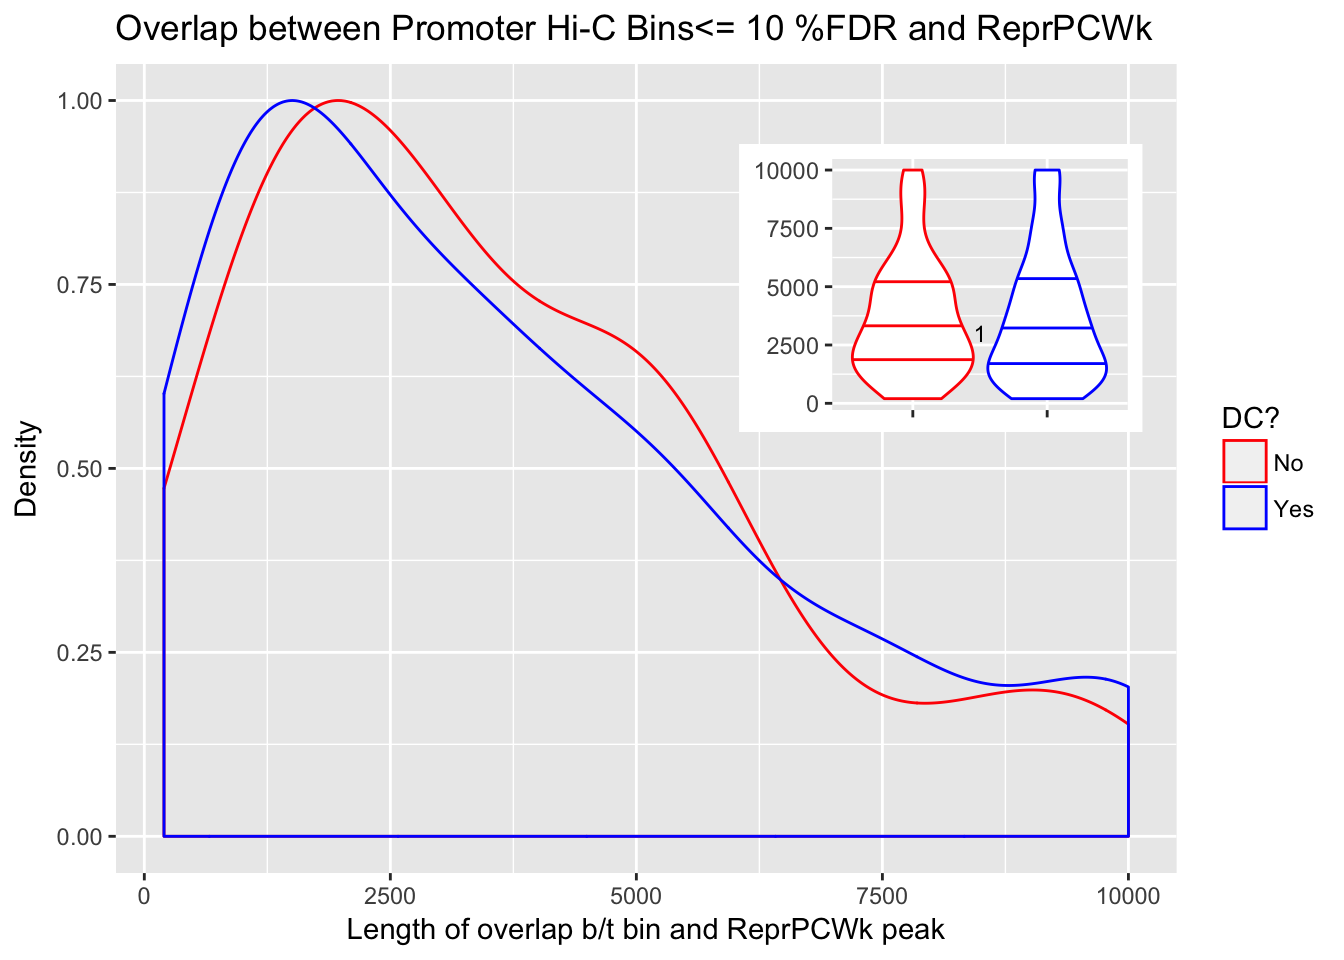 Overlap between Promoter Hi-C Bins<= 10 %FDR and ReprPCWk
1.00
0.75
0.50
0.25
0.00
Density
0
2500
5000
7500
10000
Length of overlap b/t bin and ReprPCWk peak
10000
7500
5000
2500
0
1
DC?
No
Yes